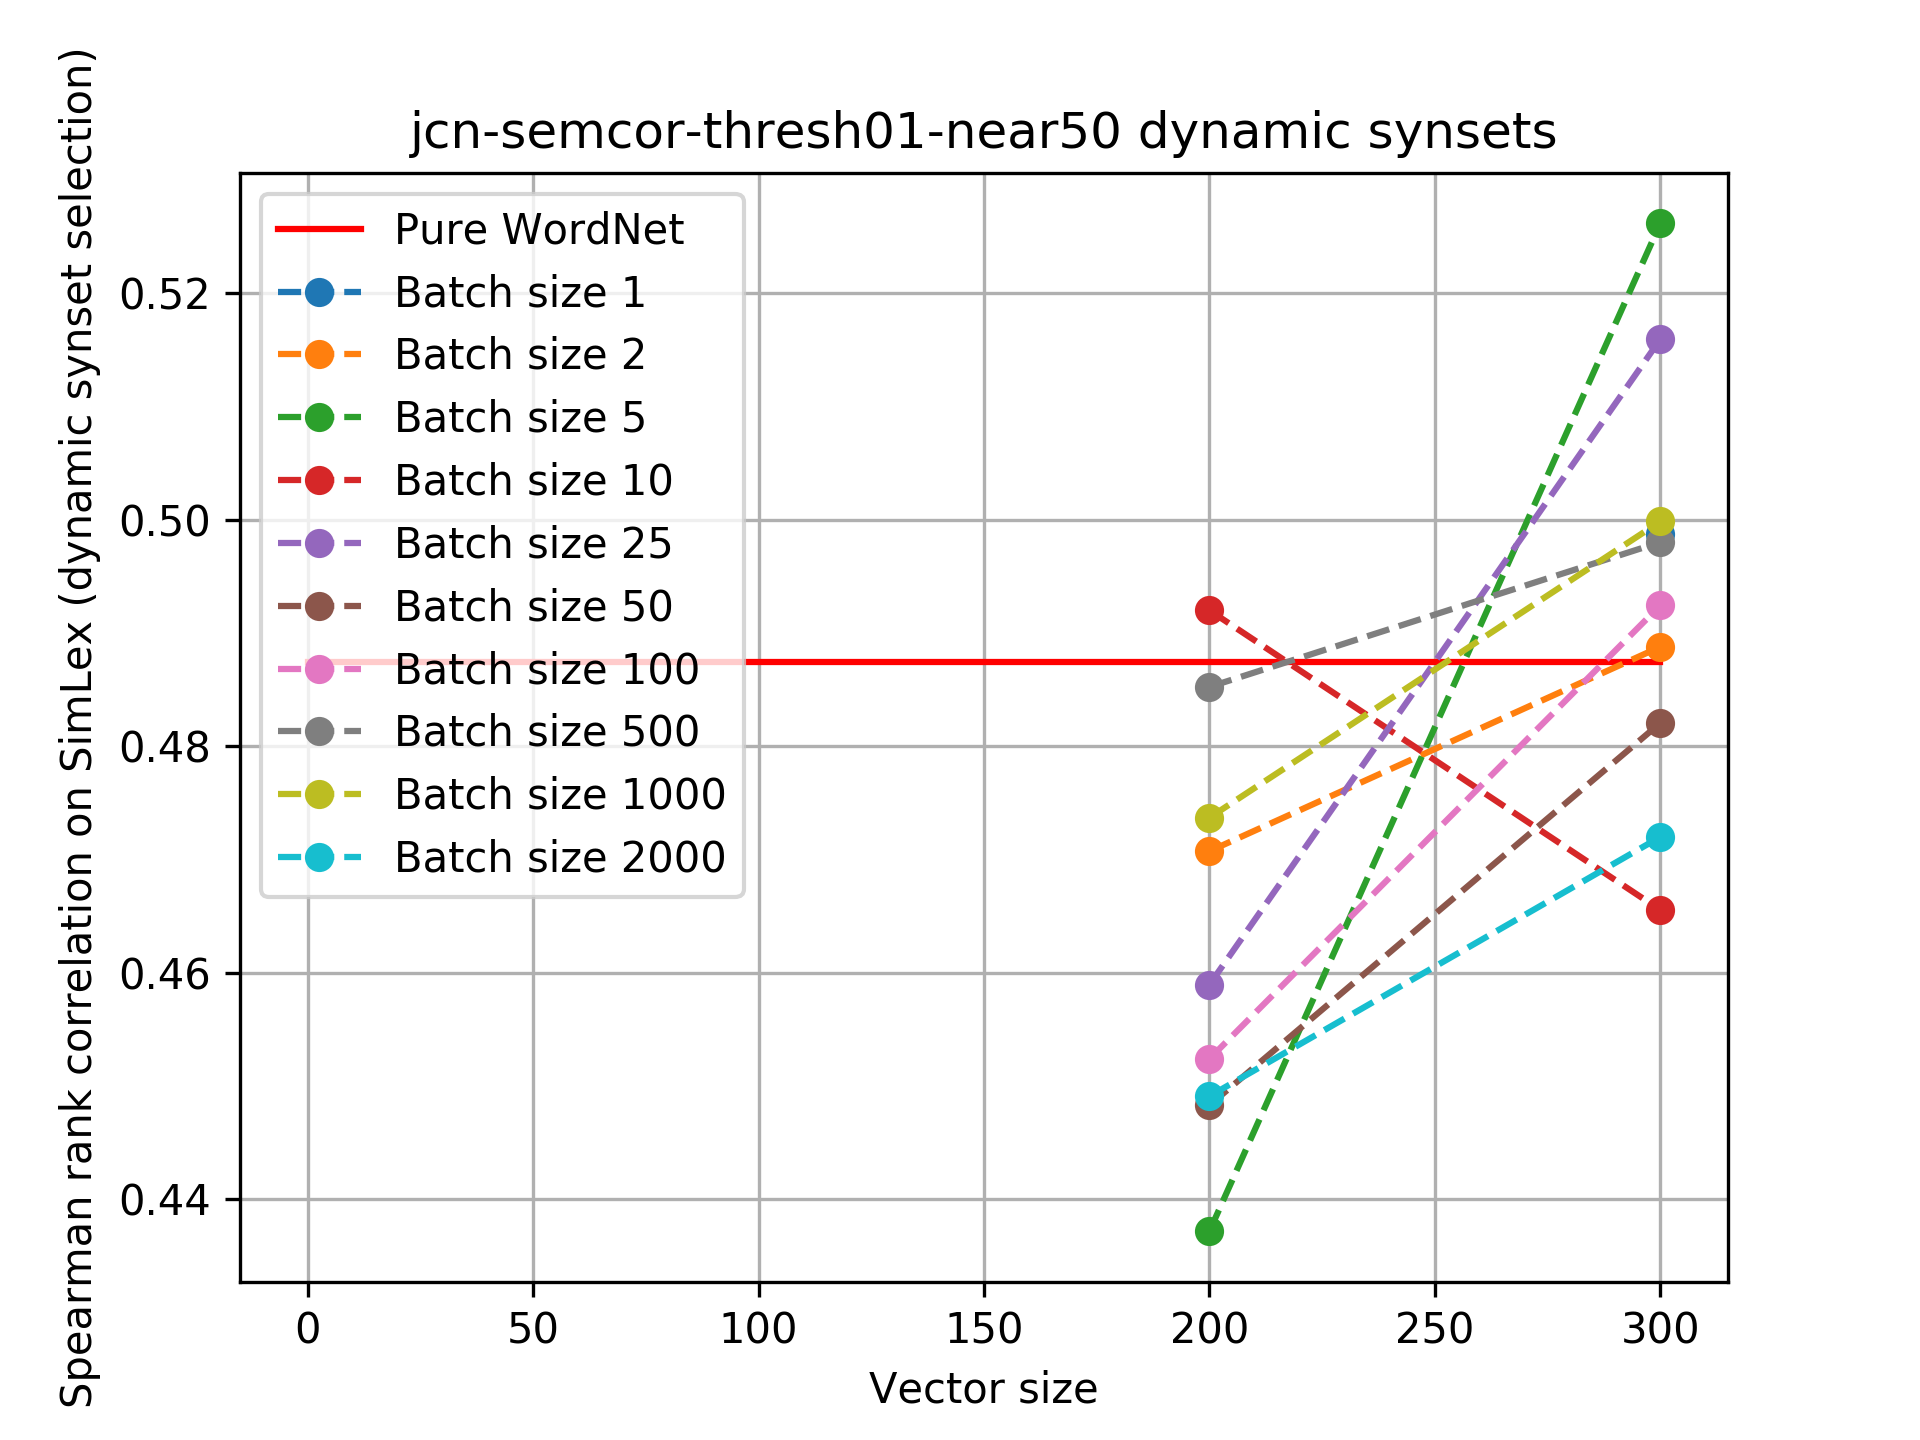 jcn-semcor-thresh01-near50 dynamic synsets
Spearman rank correlation on SimLex (dynamic synset selection)
0.52
0.50
0.48
0.46
0.44
Pure WordNet
Batch size 1
Batch size 2
Batch size 5
Batch size 10
Batch size 25
Batch size 50
Batch size 100
Batch size 500
Batch size 1000
Batch size 2000
0 50 100 150 200 250 300
Vector size